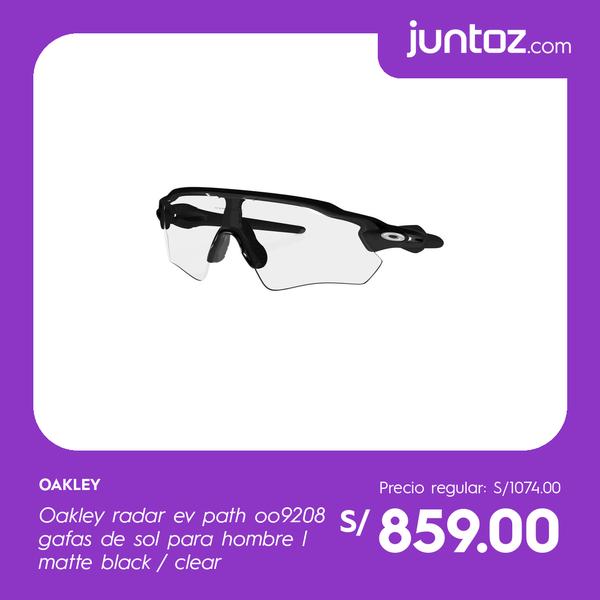 juntoz.com
OAKLEY
Oakley radar ev path oo9208
gafas de sol para hombre |
matte black / clear
Precio regular: S/1074.00
S/ 859.00